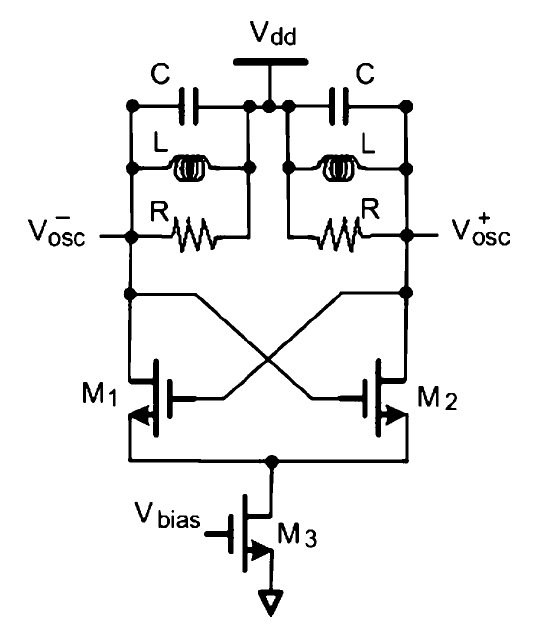 Vdd
C C
L L
R R
Vosc− Vosc+
M1 M2
Vbias
M3